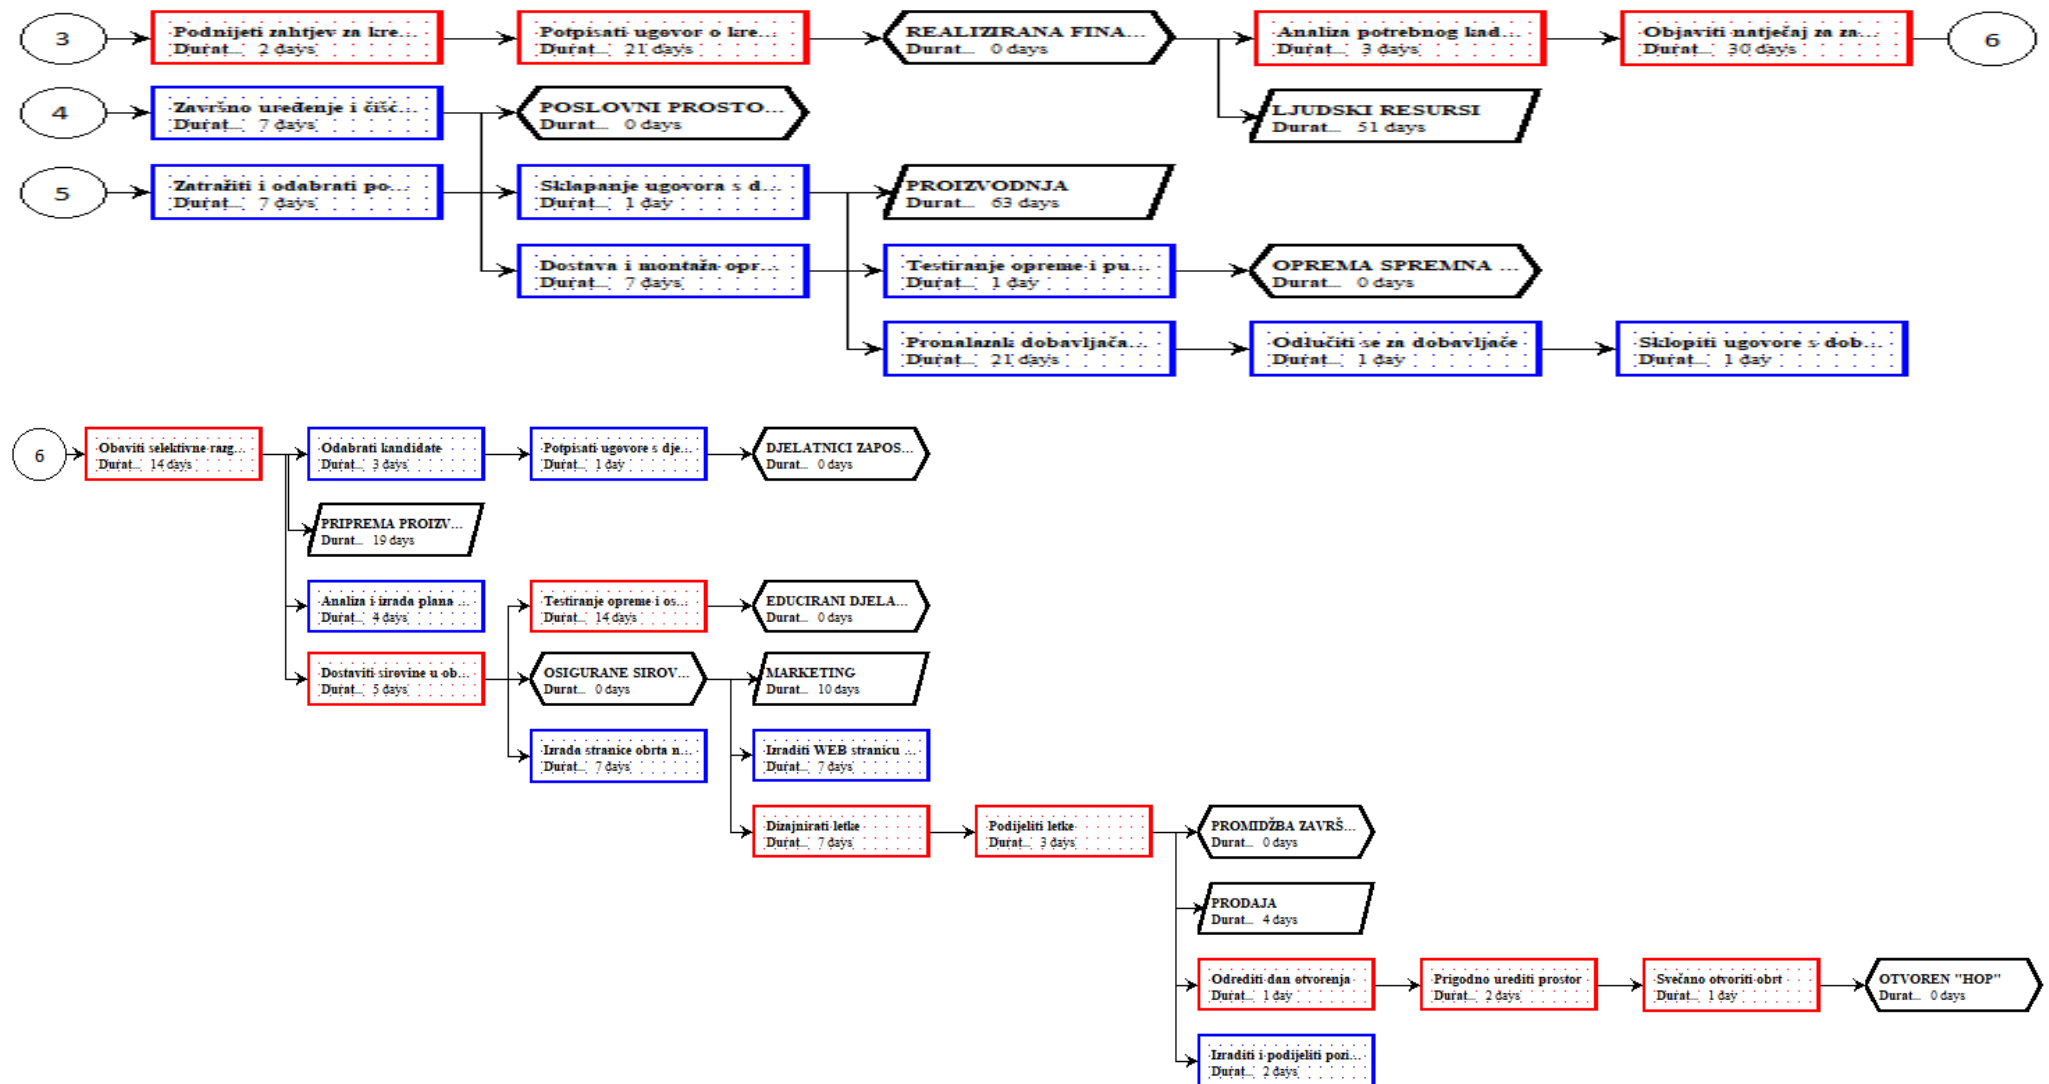 3
Podnijeti zahtjev za kre...
Durat... 2 days
Potpisati ugovor o kre...
Durat... 21 days
REALIZIRANA FINA...
Durat... 0 days
Analiza potrebnog kad...
Durat... 3 days
Objaviti natječaj za za...
Durat... 30 days
6
4
Završno uređenje i čišć...
Durat... 7 days
POSLOVNI PROSTO...
Durat... 0 days
LJUDSKI RESURSI
Durat... 51 days
5
Zatražiti i odabrati po...
Durat... 7 days
Sklapanje ugovora s d...
Durat... 1 day
PROIZVODNJA
Durat... 63 days
Dostava i montaža opr...
Durat... 7 days
Testiranje opreme i pu...
Durat... 1 day
OPREMA SPREMNA ...
Durat... 0 days
Pronalazak dobavljača...
Durat... 21 days
Odlučiti se za dobavljače
Durat... 1 day
Sklopiti ugovore s dob...
Durat... 1 day
6
Obaviti selektivne razg...
Durat... 14 days
Odabrati kandidate
Durat... 3 days
Potpisati ugovore s dje...
Durat... 1 day
DJELATNICI ZAPOS...
Durat... 0 days
PRIPREMA PROIZV...
Durat... 19 days
Analiza i izrada plana ...
Durat... 4 days
Testiranje opreme i os...
Durat... 14 days
EDUCIRANI DJELA...
Durat... 0 days
Dostaviti sirovine u ob...
Durat... 5 days
OSIGURANE SIROV...
Durat... 0 days
MARKETING
Durat... 10 days
Izrada stranice obrta n...
Durat... 7 days
Izraditi WEB stranicu ...
Durat... 7 days
Dizajnirati letke
Durat... 7 days
Podijeliti letke
Durat... 3 days
PROMIDŽBA ZAVRŠ...
Durat... 0 days
PRODAJA
Durat... 4 days
Odrediti dan otvorenja
Durat... 1 day
Prigodno urediti prostor
Durat... 2 days
Svečano otvoriti obrt
Durat... 1 day
OTVOREN "HOP"
Durat... 0 days
Izraditi i podijeliti pozi...
Durat... 2 days